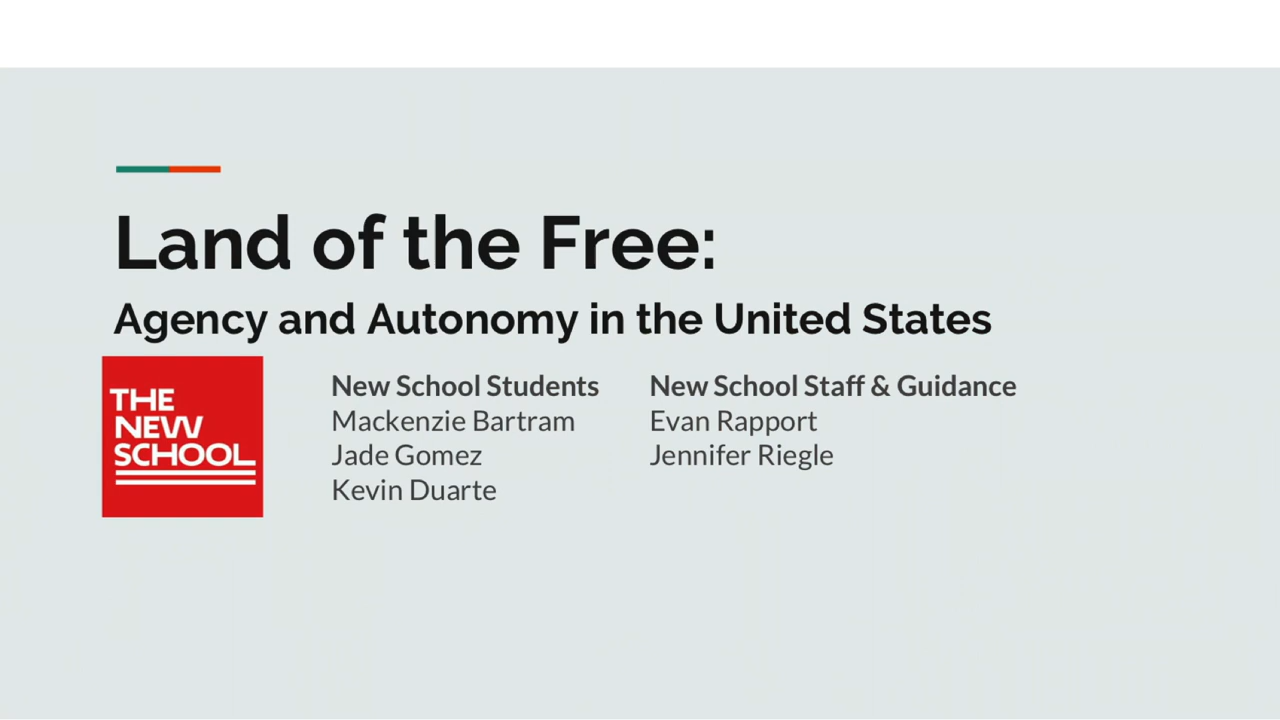 Land of the Free:
Agency and Autonomy in the United States
THE
NEW
SCHOOL
New School Students
Mackenzie Bartram
Jade Gomez
Kevin Duarte
New School Staff & Guidance
Evan Rapport
Jennifer Riegle